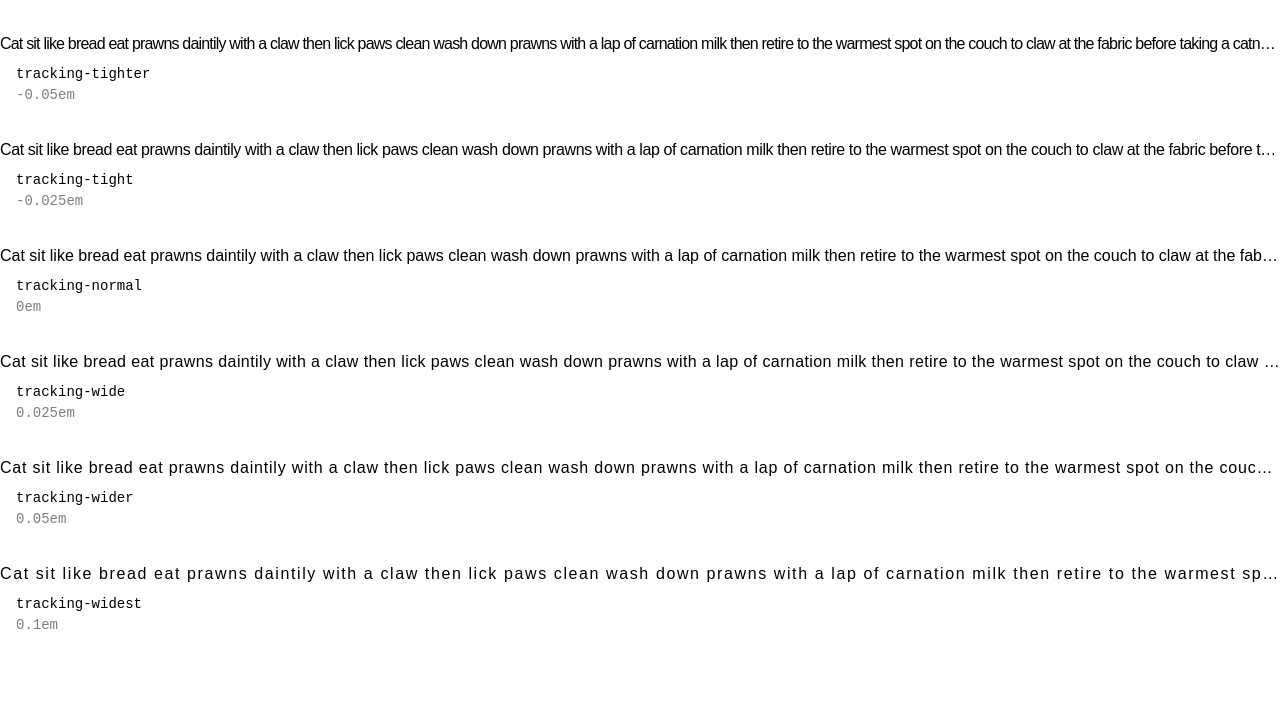 Cat sit like bread eat prawns daintily with a claw then lick paws clean wash down prawns with a lap of carnation milk then retire to the warmest spot on the couch to claw at the fabric before taking a catn…
tracking-tighter
-0.05em
Cat sit like bread eat prawns daintily with a claw then lick paws clean wash down prawns with a lap of carnation milk then retire to the warmest spot on the couch to claw at the fabric before t…
tracking-tight
-0.025em
Cat sit like bread eat prawns daintily with a claw then lick paws clean wash down prawns with a lap of carnation milk then retire to the warmest spot on the couch to claw at the fab…
tracking-normal
0em
Cat sit like bread eat prawns daintily with a claw then lick paws clean wash down prawns with a lap of carnation milk then retire to the warmest spot on the couch to claw …
tracking-wide
0.025em
Cat sit like bread eat prawns daintily with a claw then lick paws clean wash down prawns with a lap of carnation milk then retire to the warmest spot on the couc…
tracking-wider
0.05em
Cat sit like bread eat prawns daintily with a claw then lick paws clean wash down prawns with a lap of carnation milk then retire to the warmest sp…
tracking-widest
0.1em